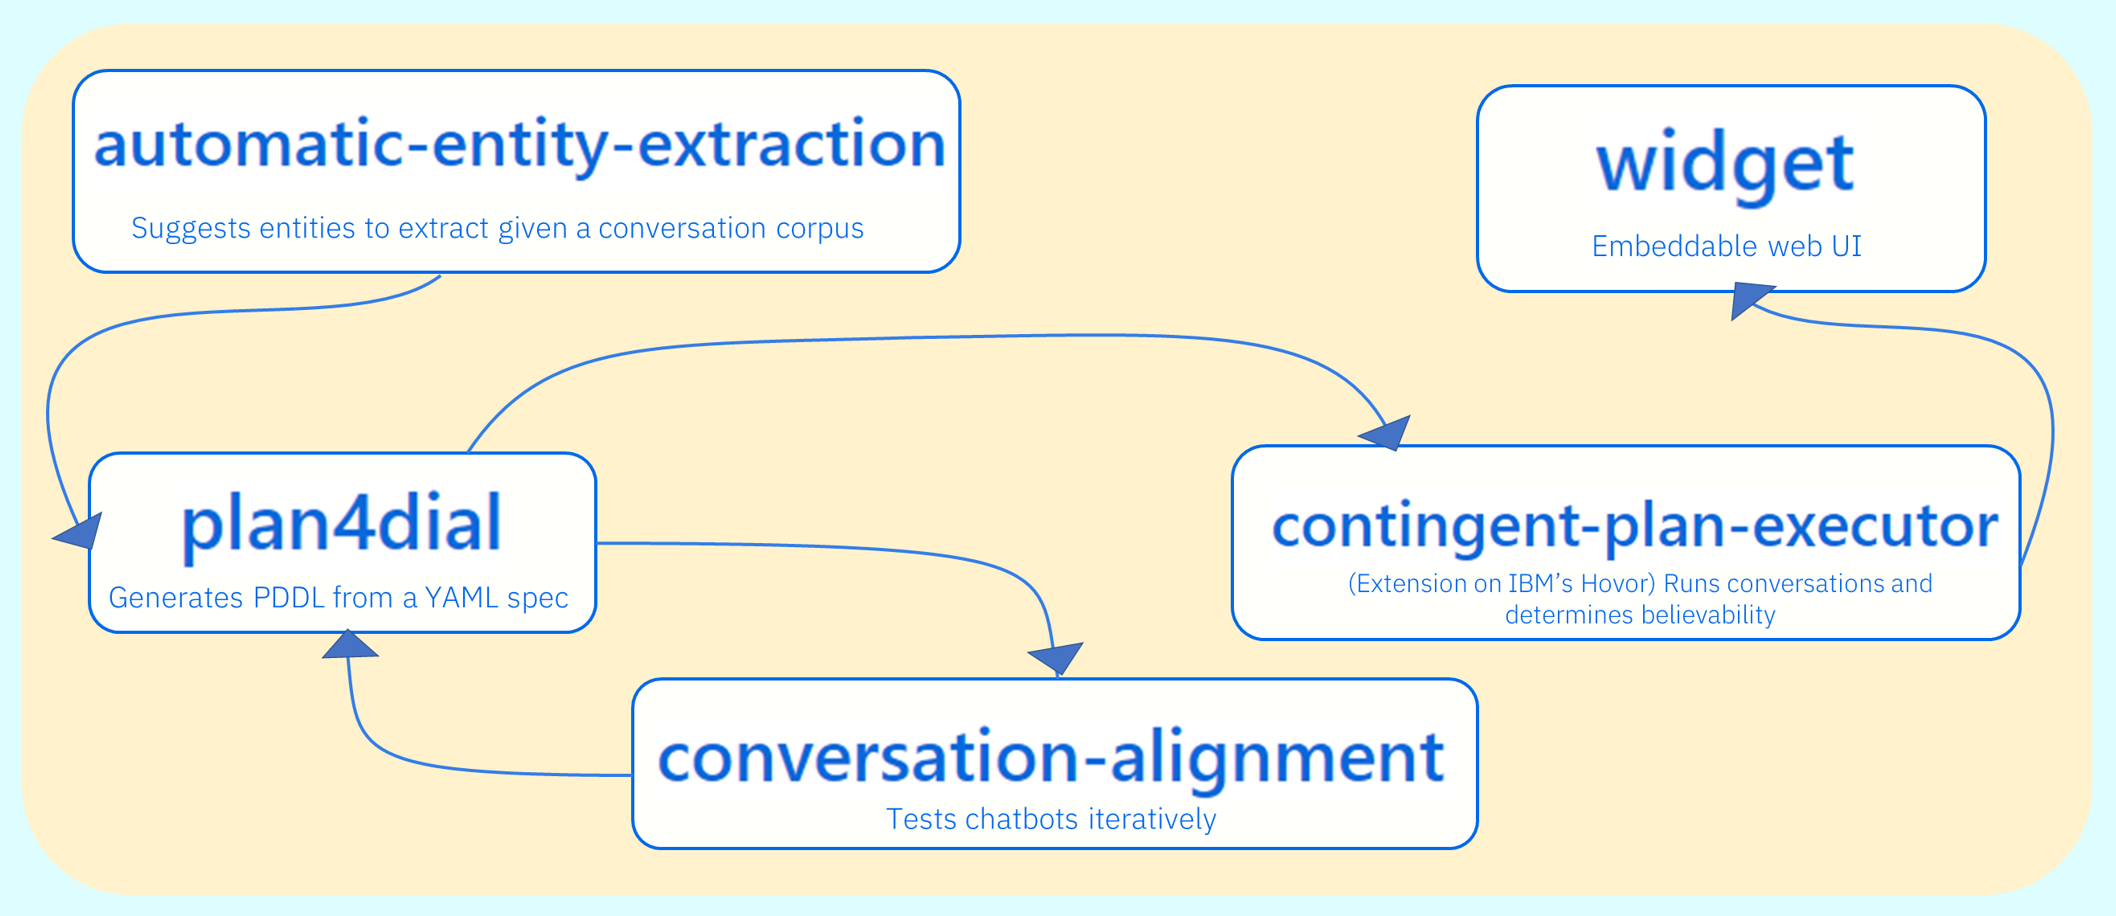 automatic-entity-extraction
Suggests entities to extract given a conversation corpus
widget
Embeddable web UI
plan4dial
Generates PDDL from a YAML spec
contingent-plan-executor
(Extension on IBM’s Hovor) Runs conversations and
determines believability
conversation-alignment
Tests chatbots iteratively